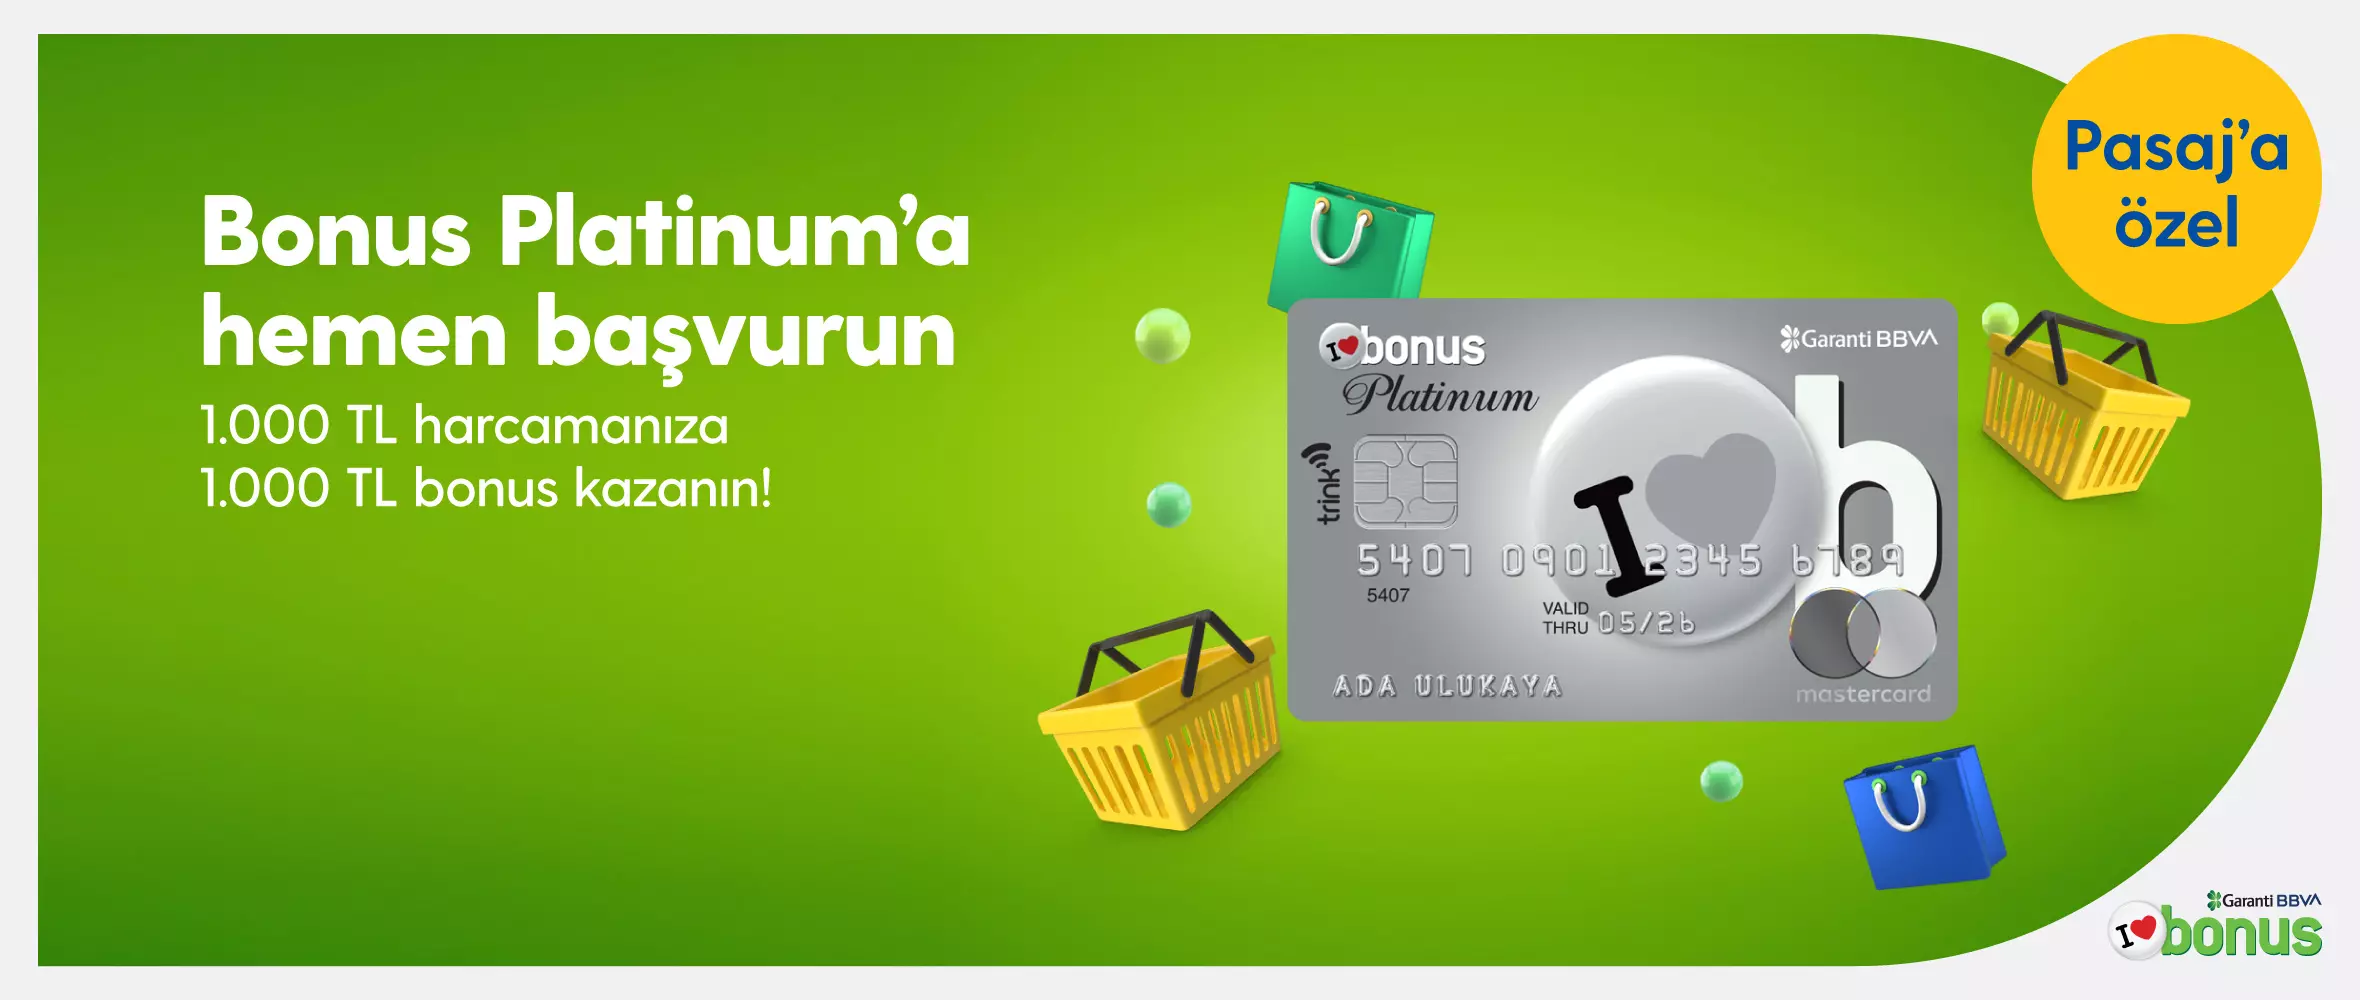 Bonus Platinum’a
hemen başvurun
1.000 TL harcamanıza
1.000 TL bonus kazanın!
Pasaj’a
özel
I bonus
Garanti BBVA
Platinum
trink
I b
5407 0901 2345 6789
5407
VALID
THRU 05/26
ADA ULUKAYA
mastercard
Garanti BBVA
I bonus